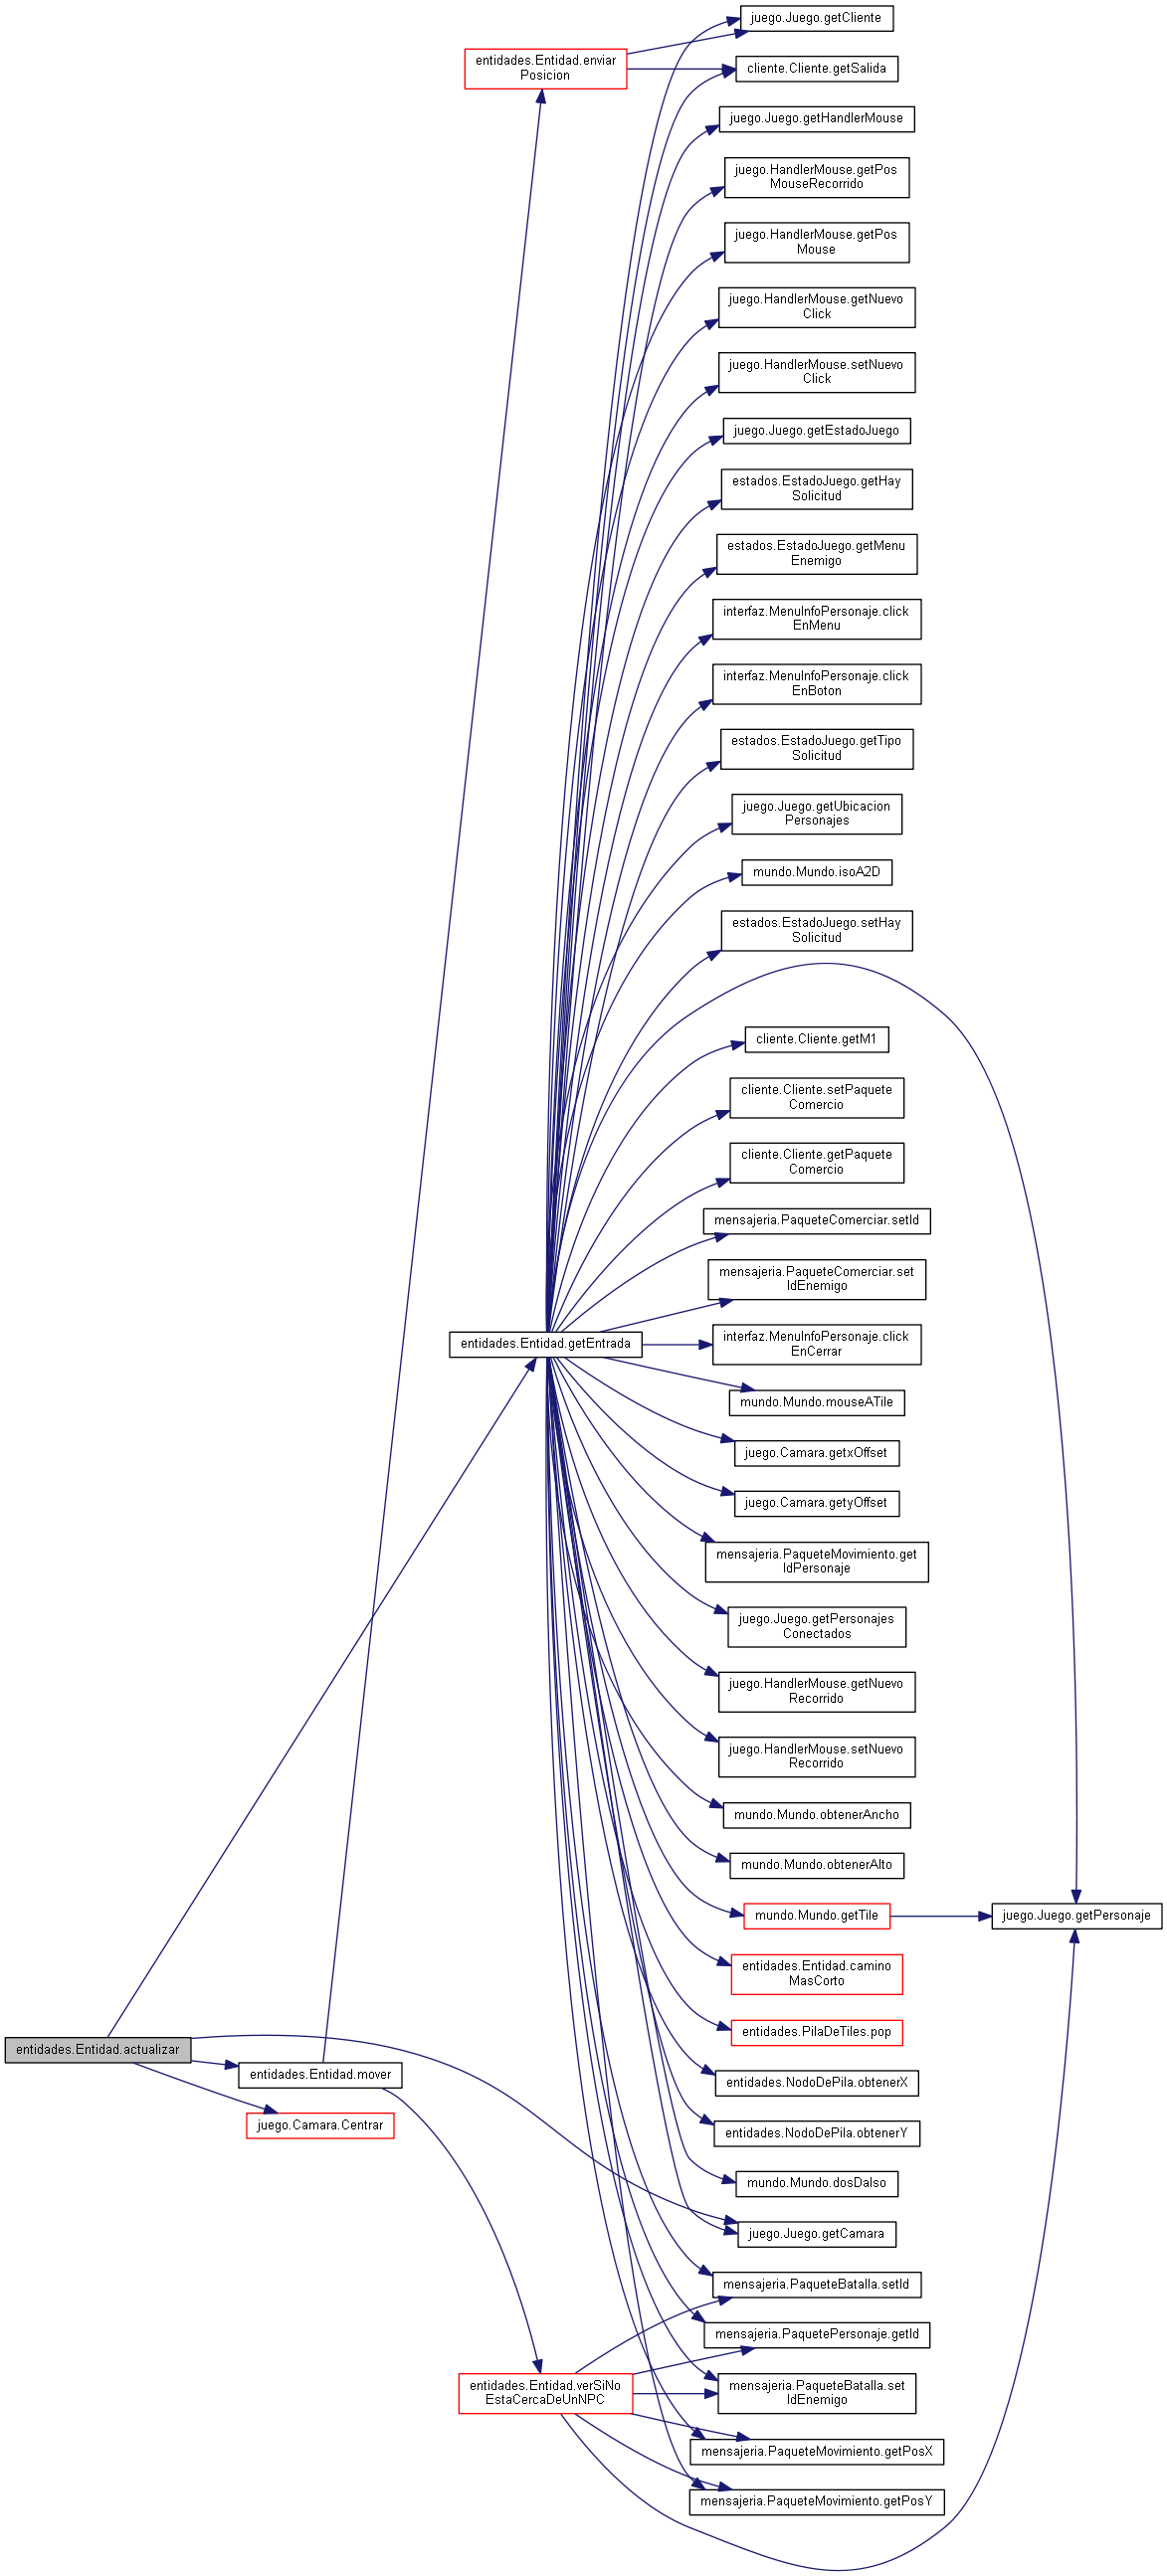 juego.Juego.getCliente
entidades.Entidad.enviar
Posicion
cliente.Cliente.getSalida
juego.Juego.getHandlerMouse
juego.HandlerMouse.getPos
MouseRecorrido
juego.HandlerMouse.getPos
Mouse
juego.HandlerMouse.getNuevo
Click
juego.HandlerMouse.setNuevo
Click
juego.Juego.getEstadoJuego
estados.EstadoJuego.getHay
Solicitud
estados.EstadoJuego.getMenu
Enemigo
interfaz.MenuInfoPersonaje.click
EnMenu
interfaz.MenuInfoPersonaje.click
EnBoton
estados.EstadoJuego.getTipo
Solicitud
juego.Juego.getUbicacion
Personajes
mundo.Mundo.isoA2D
estados.EstadoJuego.setHay
Solicitud
cliente.Cliente.getM1
cliente.Cliente.setPaquete
Comercio
cliente.Cliente.getPaquete
Comercio
mensajeria.PaqueteComerciar.setId
mensajeria.PaqueteComerciar.set
IdEnemigo
entidades.Entidad.getEntrada
interfaz.MenuInfoPersonaje.click
EnCerrar
mundo.Mundo.mouseATile
juego.Camara.getxOffset
juego.Camara.getyOffset
mensajeria.PaqueteMovimiento.get
IdPersonaje
juego.Juego.getPersonajes
Conectados
juego.HandlerMouse.getNuevo
Recorrido
juego.HandlerMouse.setNuevo
Recorrido
mundo.Mundo.obtenerAncho
mundo.Mundo.obtenerAlto
mundo.Mundo.getTile
juego.Juego.getPersonaje
entidades.Entidad.camino
MasCorto
entidades.PilaDeTiles.pop
entidades.Entidad.actualizar
entidades.Entidad.mover
entidades.NodoDePila.obtenerX
juego.Camara.Centrar
entidades.NodoDePila.obtenerY
mundo.Mundo.dosDaIso
juego.Juego.getCamara
mensajeria.PaqueteBatalla.setId
mensajeria.PaquetePersonaje.getId
entidades.Entidad.verSiNo
EstaCercaDeUnNPC
mensajeria.PaqueteBatalla.set
IdEnemigo
mensajeria.PaqueteMovimiento.getPosX
mensajeria.PaqueteMovimiento.getPosY